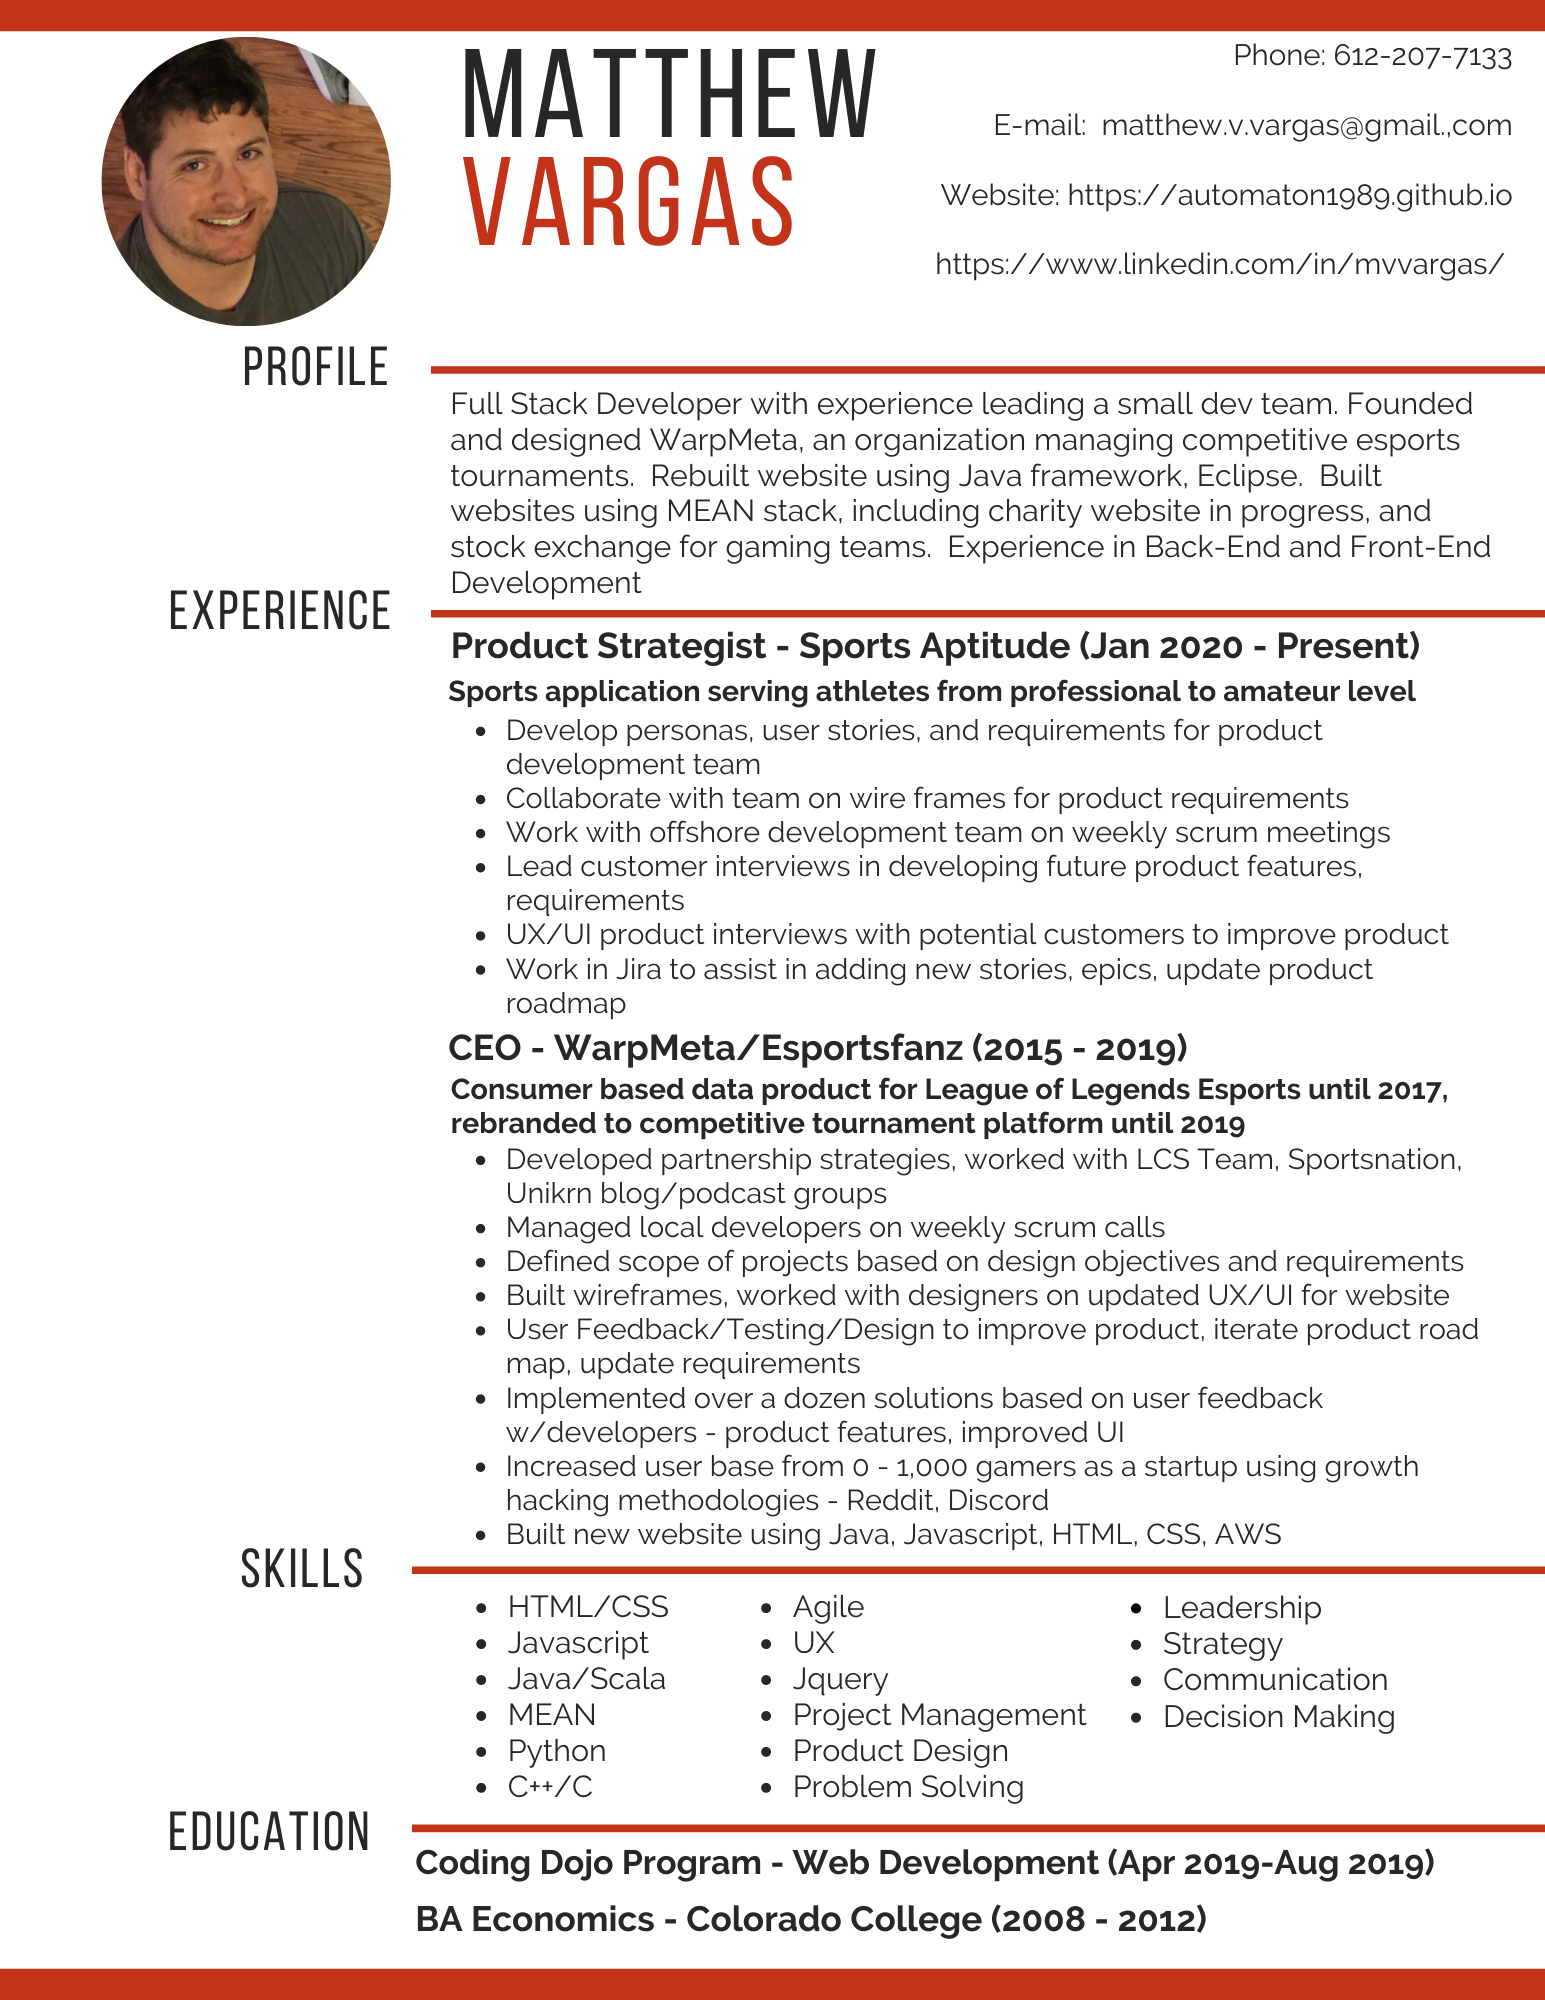 MATTHEW
VARGAS
Phone: 612-207-7133
E-mail:  matthew.v.vargas@gmail.,com
Website: https://automaton1989.github.io
https://www.linkedin.com/in/mvvargas/
PROFILE
Full Stack Developer with experience leading a small dev team. Founded
and designed WarpMeta, an organization managing competitive esports
tournaments.  Rebuilt website using Java framework, Eclipse.  Built
websites using MEAN stack, including charity website in progress, and
stock exchange for gaming teams.  Experience in Back-End and Front-End
Development
EXPERIENCE
Product Strategist - Sports Aptitude (Jan 2020 - Present)
Sports application serving athletes from professional to amateur level
• Develop personas, user stories, and requirements for product
development team
• Collaborate with team on wire frames for product requirements
• Work with offshore development team on weekly scrum meetings
• Lead customer interviews in developing future product features,
requirements
• UX/UI product interviews with potential customers to improve product
• Work in Jira to assist in adding new stories, epics, update product
roadmap
CEO - WarpMeta/Esportsfanz (2015 - 2019)
Consumer based data product for League of Legends Esports until 2017,
rebranded to competitive tournament platform until 2019
• Developed partnership strategies, worked with LCS Team, Sportsnation,
Unikrn blog/podcast groups
• Managed local developers on weekly scrum calls
• Defined scope of projects based on design objectives and requirements
• Built wireframes, worked with designers on updated UX/UI for website
• User Feedback/Testing/Design to improve product, iterate product road
map, update requirements
• Implemented over a dozen solutions based on user feedback
w/developers - product features, improved UI
• Increased user base from 0 - 1,000 gamers as a startup using growth
hacking methodologies - Reddit, Discord
• Built new website using Java, Javascript, HTML, CSS, AWS
SKILLS
• HTML/CSS
• Javascript
• Java/Scala
• MEAN
• Python
• C++/C
• Agile
• UX
• Jquery
• Project Management
• Product Design
• Problem Solving
• Leadership
• Strategy
• Communication
• Decision Making
EDUCATION
Coding Dojo Program - Web Development (Apr 2019-Aug 2019)
BA Economics - Colorado College (2008 - 2012)